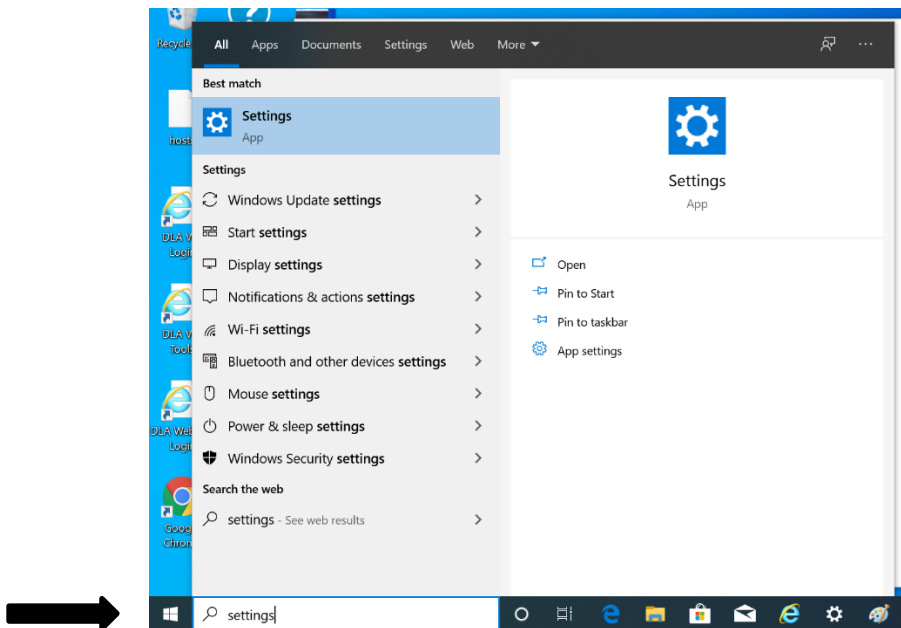 Recycle
All Apps Documents Settings Web More
Best match
Settings
App
Settings
Windows Update settings
Start settings
Display settings
Notifications & actions settings
Wi-Fi settings
Bluetooth and other devices settings
Mouse settings
Power & sleep settings
Windows Security settings
Search the web
settings - See web results
Settings
App
Open
Pin to Start
Pin to taskbar
App settings
hosts
DLA W
Logi
DLA W
Tools
DLA Web
Logi
Goog
Chron
settings